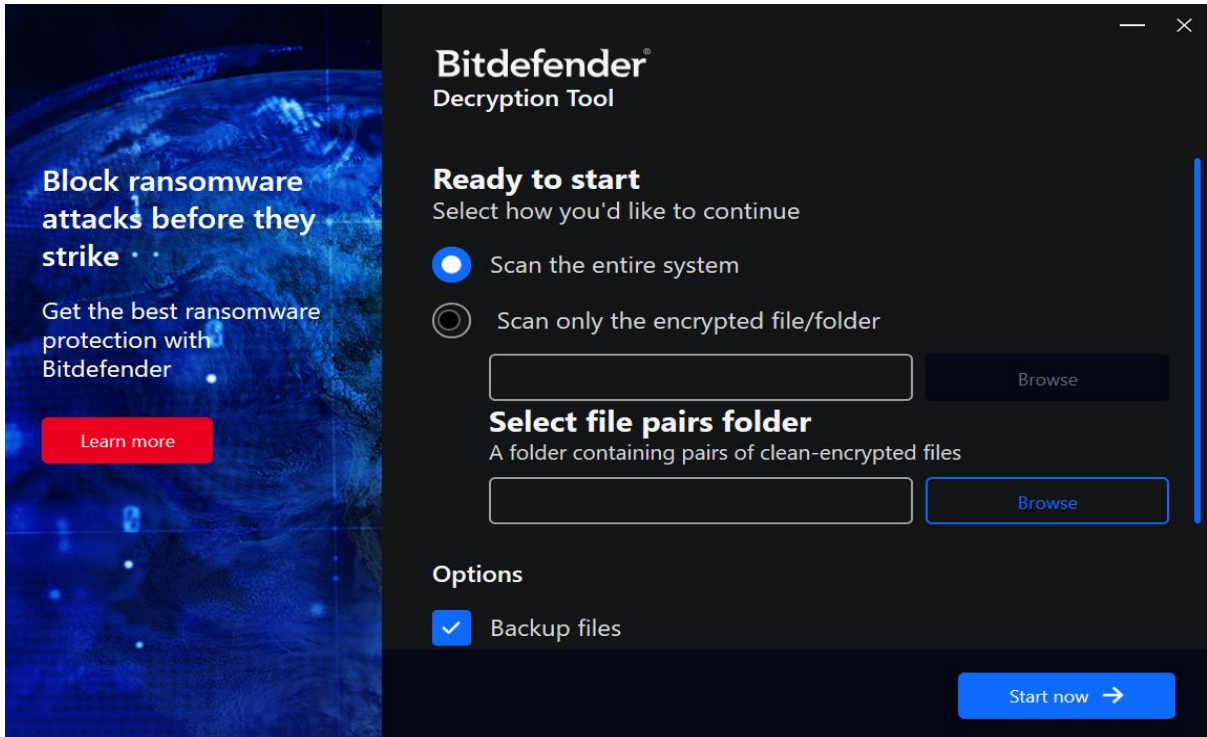 Block ransomware
attacks before they
strike
Get the best ransomware
protection with
Bitdefender
Learn more
Bitdefender®
Decryption Tool
Ready to start
Select how you'd like to continue
Scan the entire system
Scan only the encrypted file/folder
Browse
Select file pairs folder
A folder containing pairs of clean-encrypted files
Browse
Options
Backup files
Start now